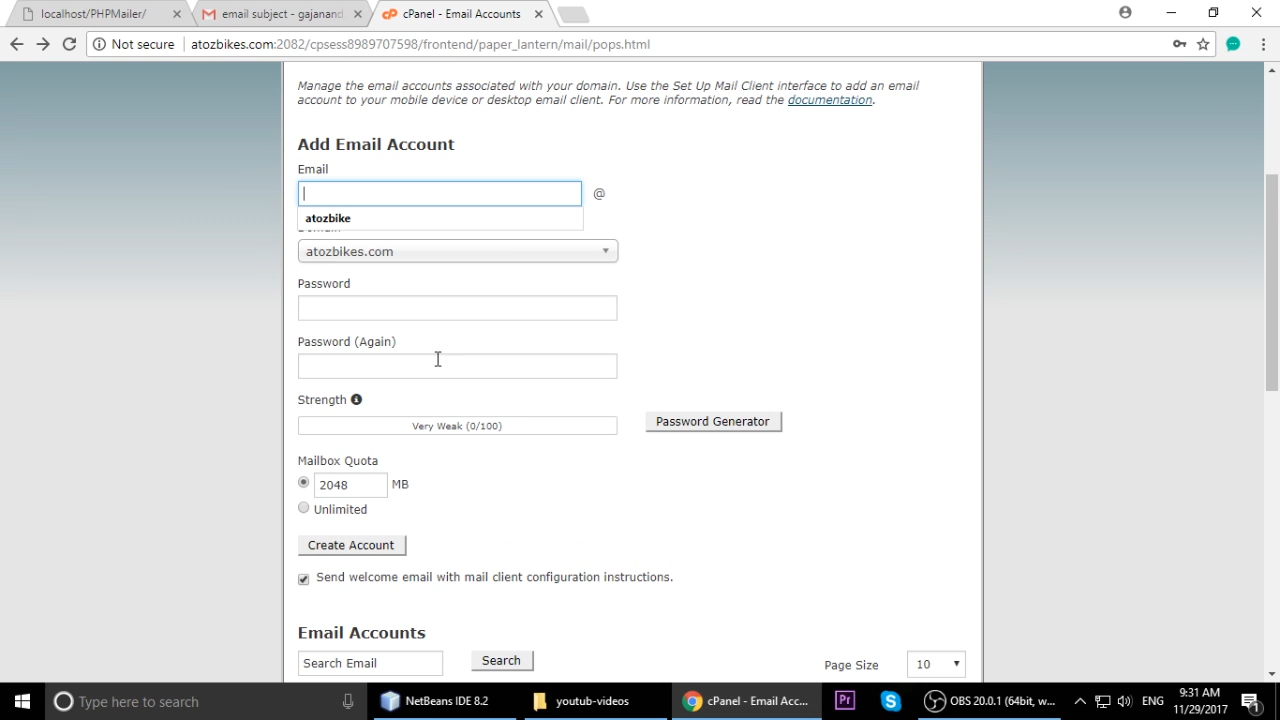 localhost/PHPMailer/
email subject - gajanand
cPanel - Email Accounts
Not secure
atozbikes.com:2082/cpsess8989707598/frontend/paper_lantern/mail/pops.html
Manage the email accounts associated with your domain. Use the Set Up Mail Client interface to add an email
account to your mobile device or desktop email client. For more information, read the documentation.
Add Email Account
Email
@
atozbike
atozbikes.com
Password
Password (Again)
Strength
Very Weak (0/100)
Password Generator
Mailbox Quota
2048 MB
Unlimited
Create Account
Send welcome email with mail client configuration instructions.
Email Accounts
Search Email
Search
Page Size
10
Type here to search
NetBeans IDE 8.2
youtub-videos
cPanel - Email Acc...
Pr
OBS 20.0.1 (64bit, w...
ENG
9:31 AM
11/29/2017
1